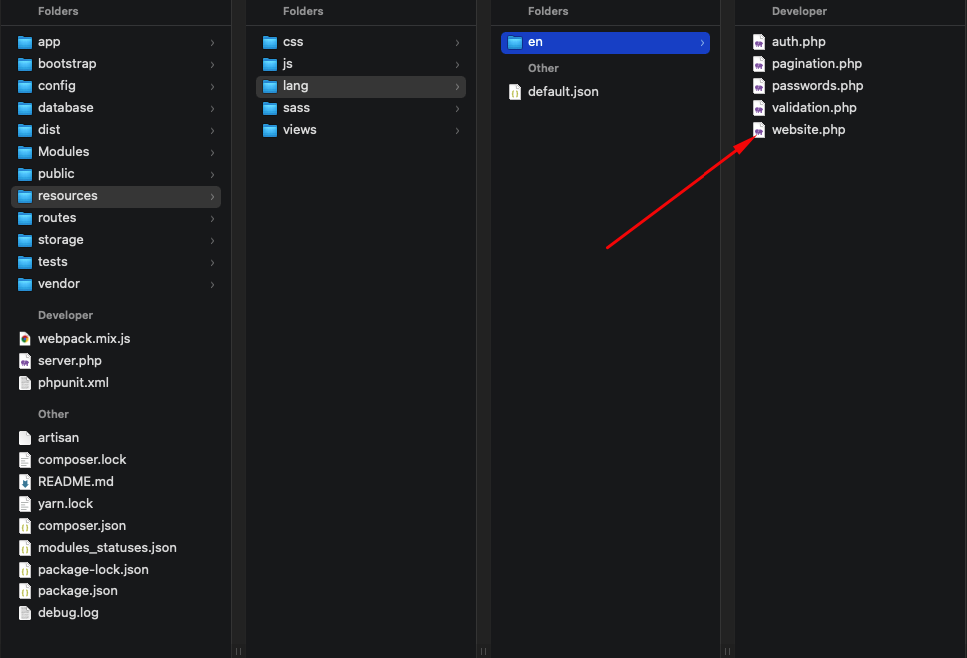 Folders
app
bootstrap
config
database
dist
Modules
public
resources
routes
storage
tests
vendor
Developer
webpack.mix.js
server.php
phpunit.xml
Other
artisan
composer.lock
README.md
yarn.lock
composer.json
modules_statuses.json
package-lock.json
package.json
debug.log
Folders
css
js
lang
sass
views
Folders
en
Other
default.json
Developer
auth.php
pagination.php
passwords.php
validation.php
website.php